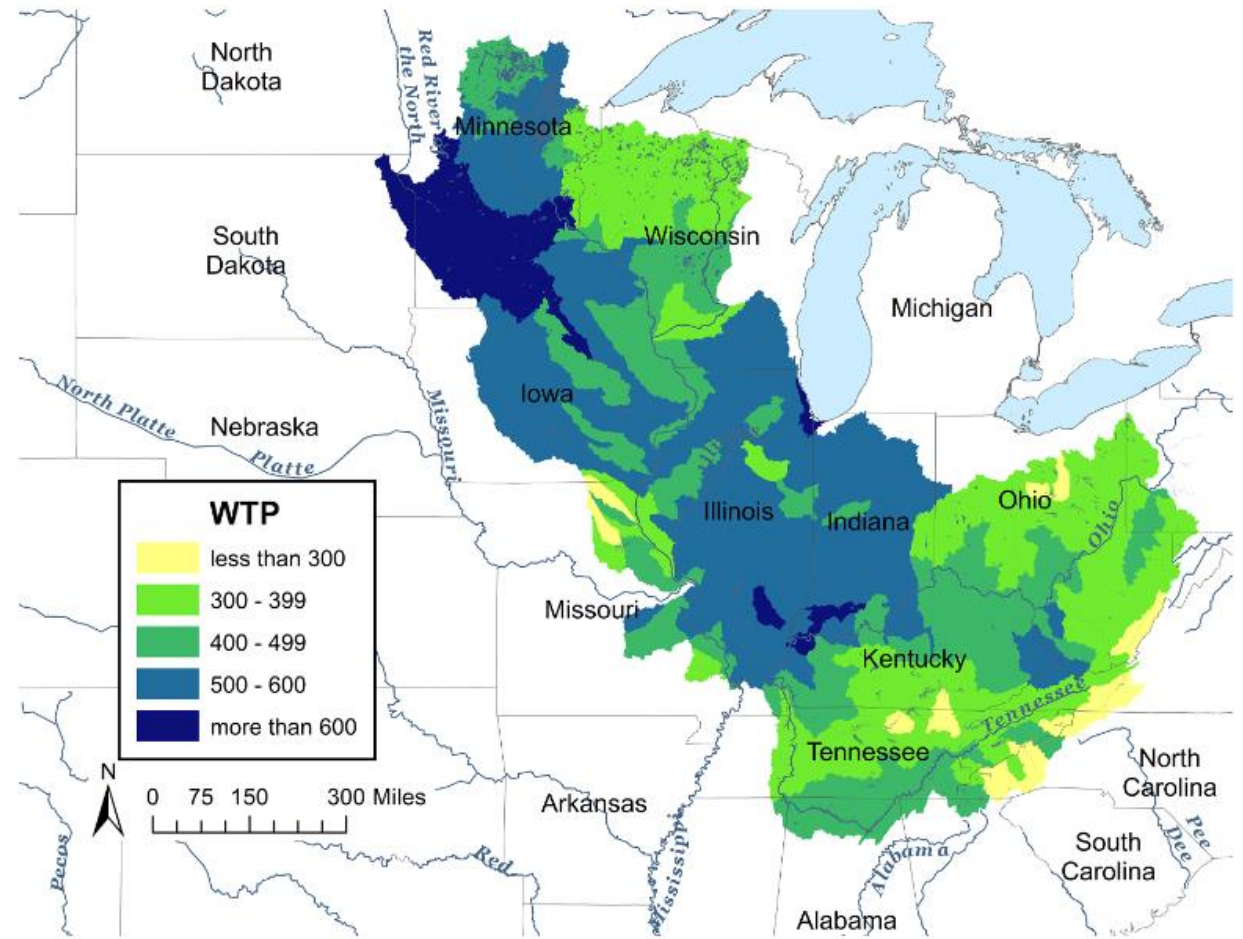 North
Dakota
Red River of
the North
Minnesota
South
Dakota
Wisconsin
Michigan
North Platte
Nebraska
Platte
Missouri
Iowa
Illinois
Indiana
Ohio
Ohio
WTP
less than 300
300 - 399
400 - 499
500 - 600
more than 600
Missouri
Kentucky
Tennessee
Tennessee
North
Carolina
N
0 75 150 300 Miles
Arkansas
Pecos
Red
Mississippi
Alabama
South
Carolina
Pee
Dee
Alabama